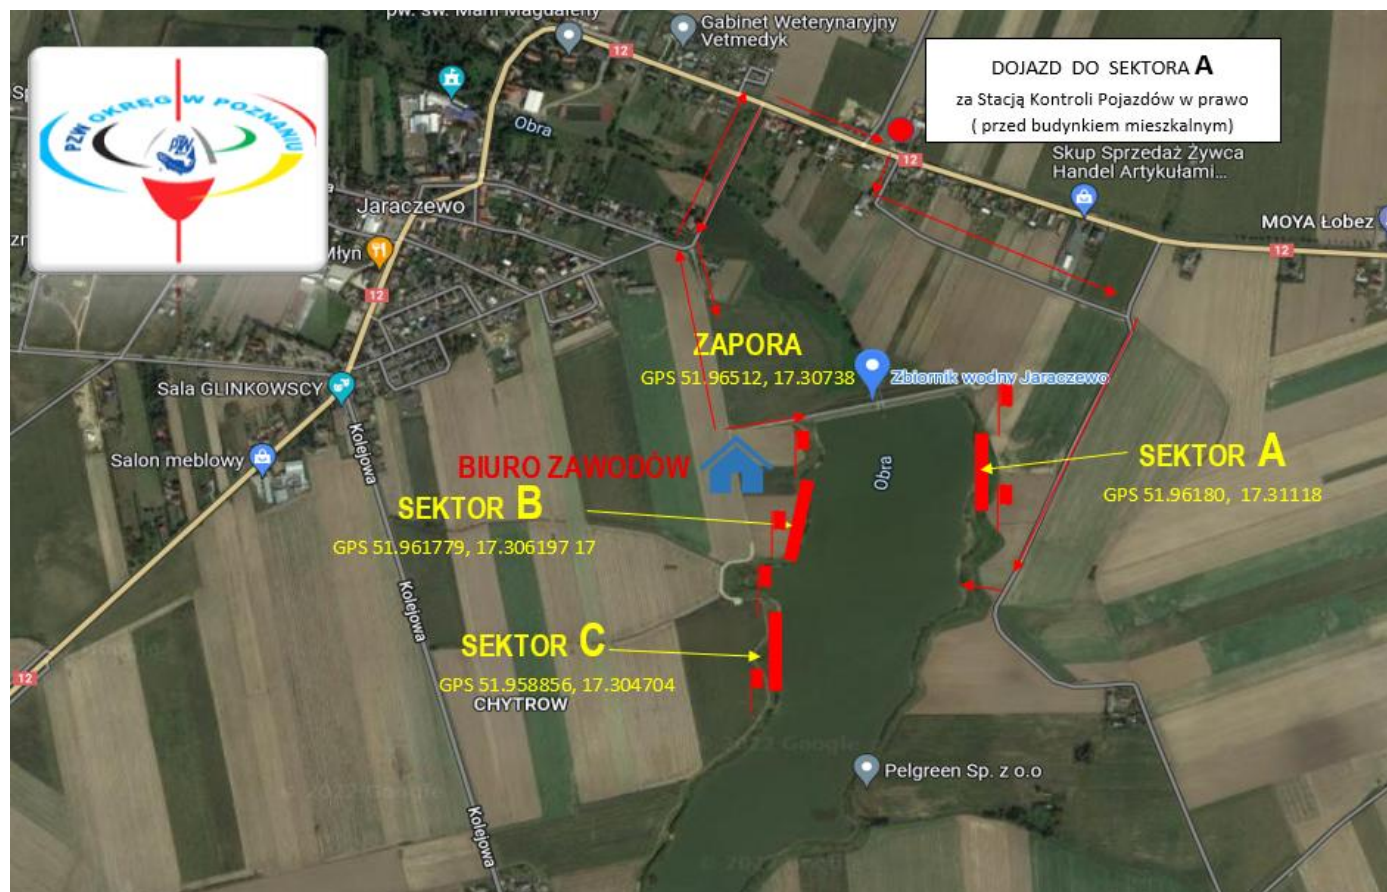 pw. św. Marii Magdaleny
Gabinet Weterynaryjny
Vetmedyk
12
DOJAZD DO SEKTORA A
za Stacją Kontroli Pojazdów w prawo
( przed budynkiem mieszkalnym)
PZW OKRĘG W POZNANIU
PZW
Obra
12
Skup Sprzedaż Żywca
Handel Artykułami...
Jaraczewo
MOYA Łobez
Młyn
12
12
ZAPORA
GPS 51.96512, 17.30738
Zbiornik wodny Jaraczewo
Sala GLINKOWSCY
Kolejowa
Salon meblowy
BIURO ZAWODÓW
Obra
SEKTOR A
GPS 51.96180, 17.31118
SEKTOR B
GPS 51.961779, 17.306197 17
Kolejowa
SEKTOR C
GPS 51.958856, 17.304704
CHYTROW
12
Pelgreen Sp. z o.o
Kolejowa